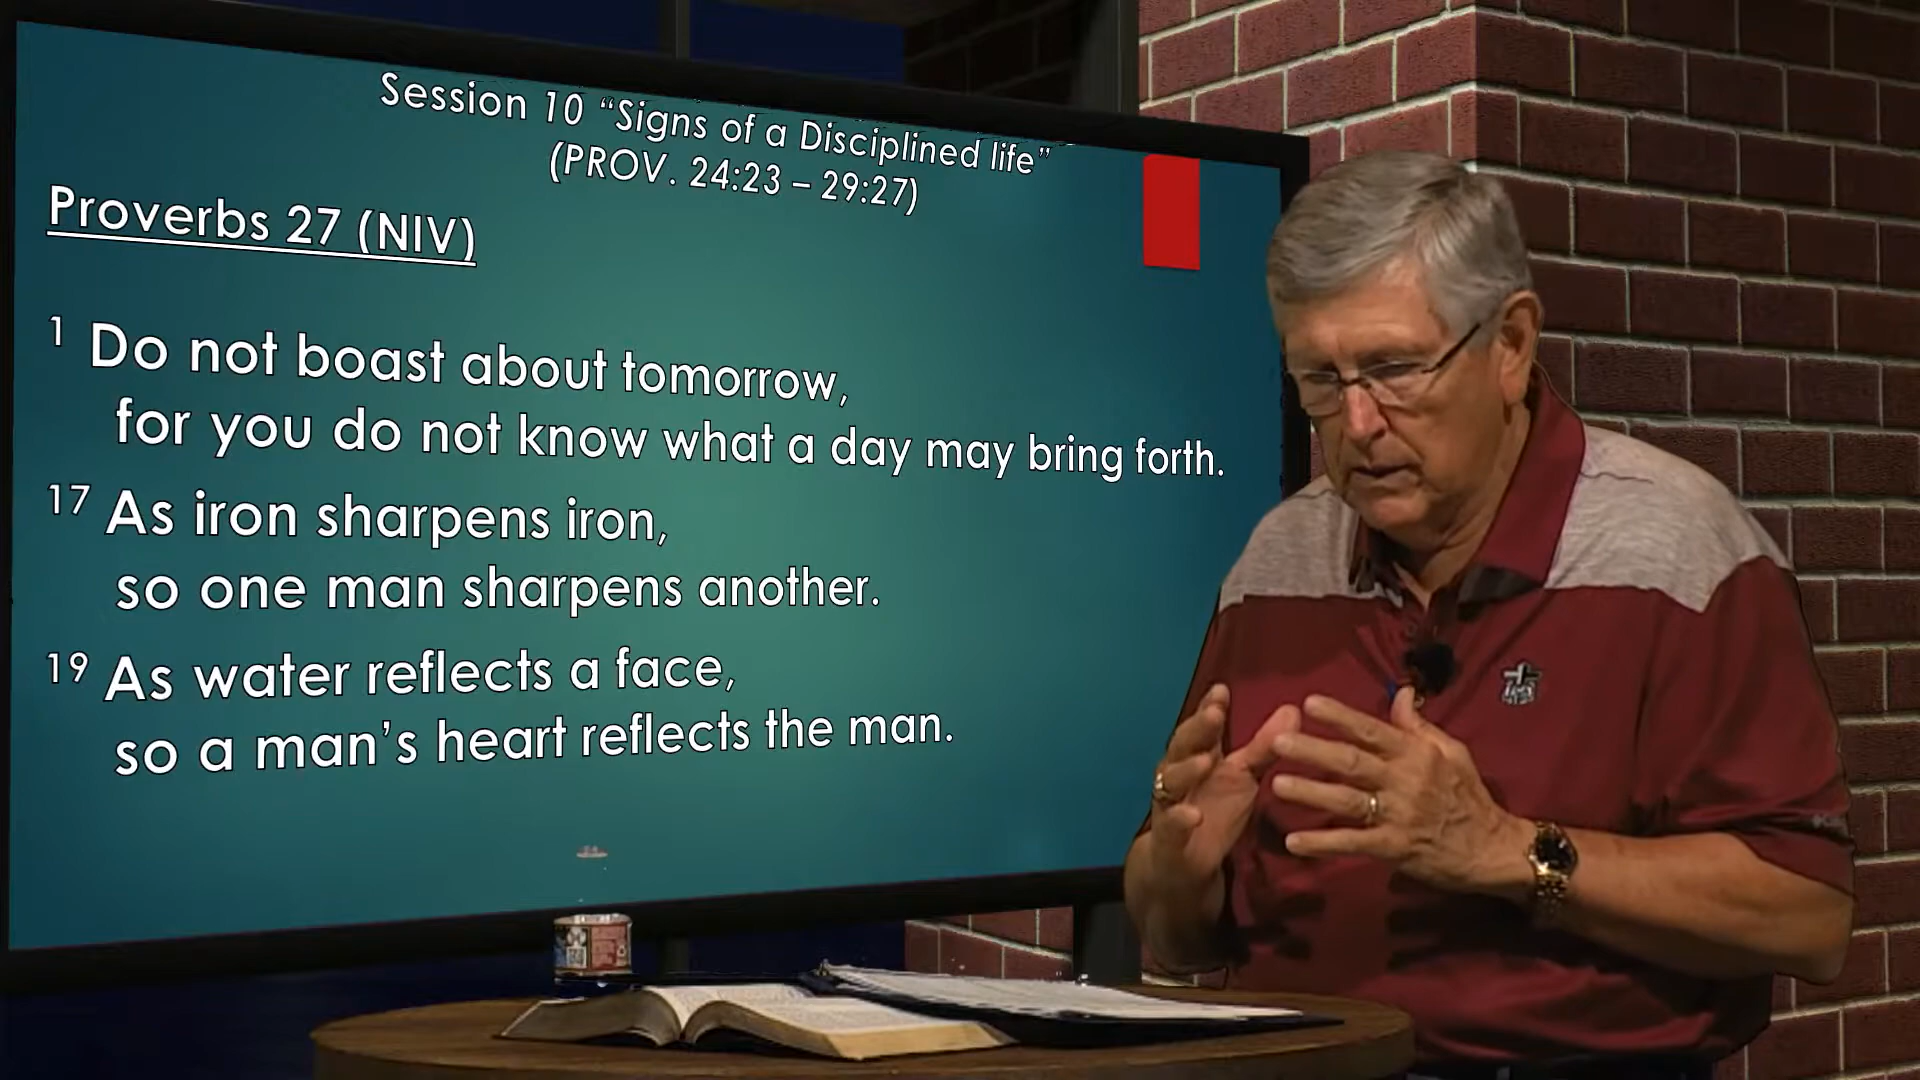 Session 10 “Signs of a Disciplined life”
(PROV. 24:23 – 29:27)
Proverbs 27 (NIV)
1 Do not boast about tomorrow,
for you do not know what a day may bring forth.
17 As iron sharpens iron,
so one man sharpens another.
19 As water reflects a face,
so a man’s heart reflects the man.